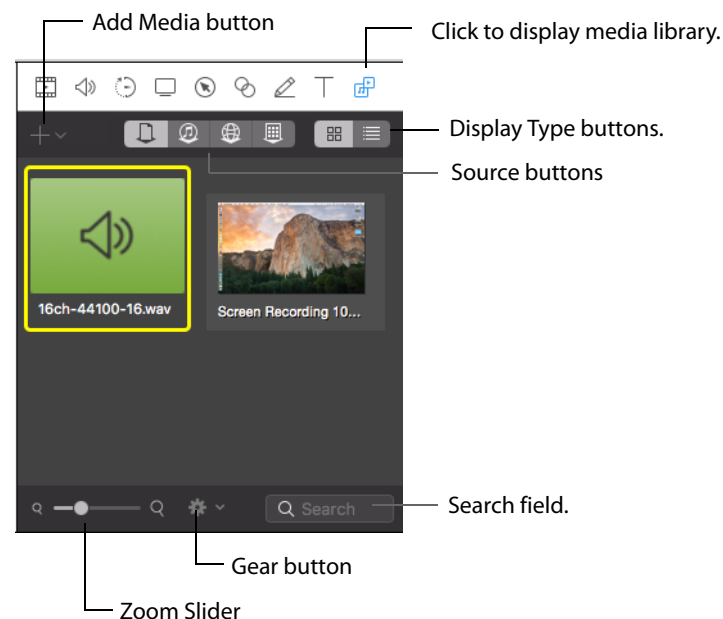 Add Media button
Click to display media library.
Display Type buttons.
Source buttons
16ch-44100-16.wav
Screen Recording 10...
Search
Search field.
Gear button
Zoom Slider